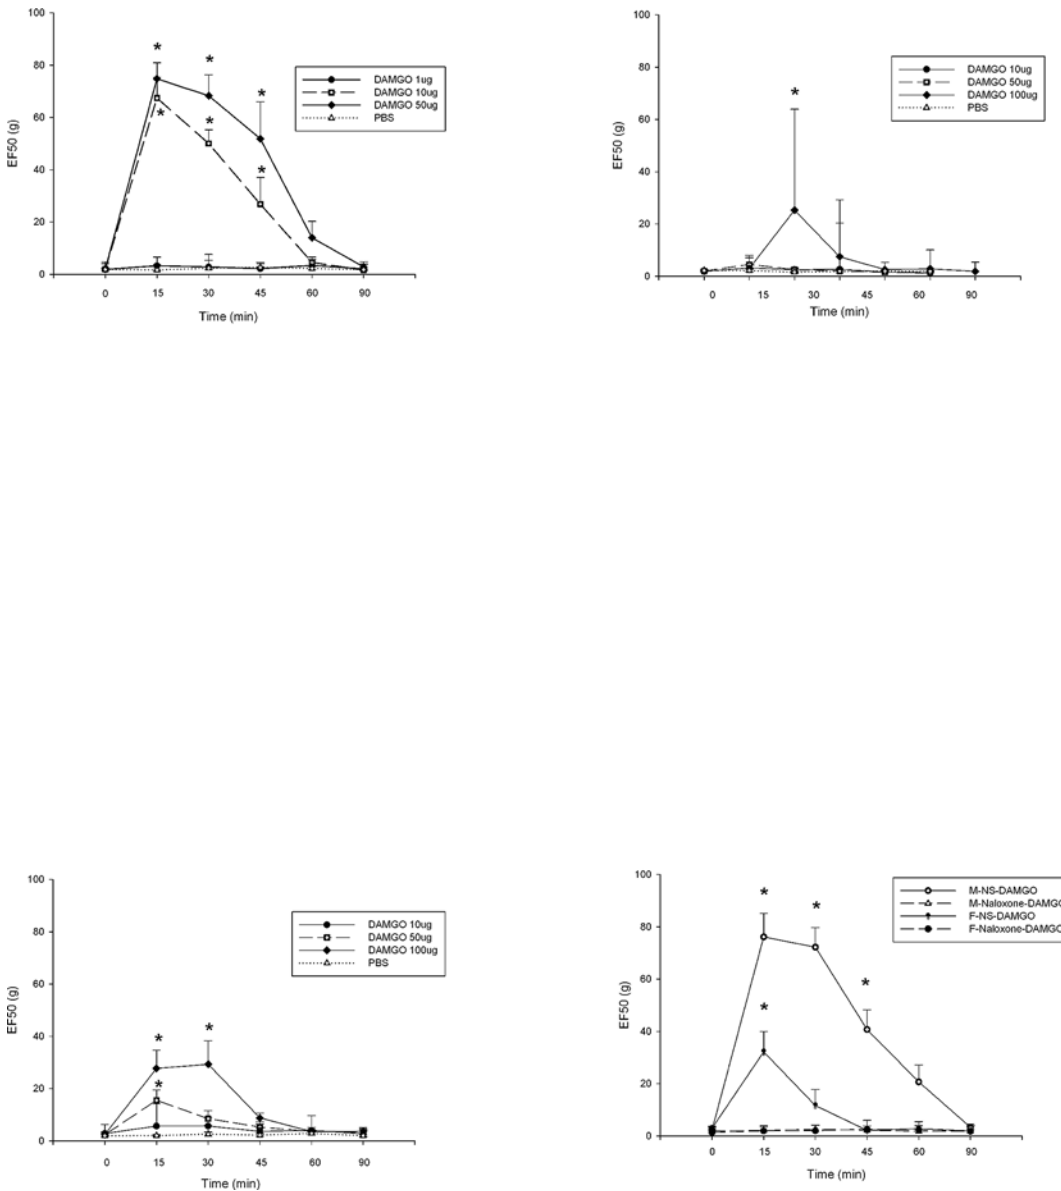 100
80
60
40
20
0
EF50 (g)
*
*
*
*
*
*
DAMGO 1ug
DAMGO 10ug
DAMGO 50ug
PBS
0 15 30 45 60 90
Time (min)
100
80
60
40
20
0
EF50 (g)
*
DAMGO 10ug
DAMGO 50ug
DAMGO 100ug
PBS
0 15 30 45 60 90
Time (min)
100
80
60
40
20
0
EF50 (g)
*
*
*
DAMGO 10ug
DAMGO 50ug
DAMGO 100ug
PBS
0 15 30 45 60 90
Time (min)
100
80
60
40
20
0
EF50 (g)
*
*
*
*
M-NS-DAMGO
M-Naloxone-DAMGO
F-NS-DAMGO
F-Naloxone-DAMGO
0 15 30 45 60 90
Time (min)